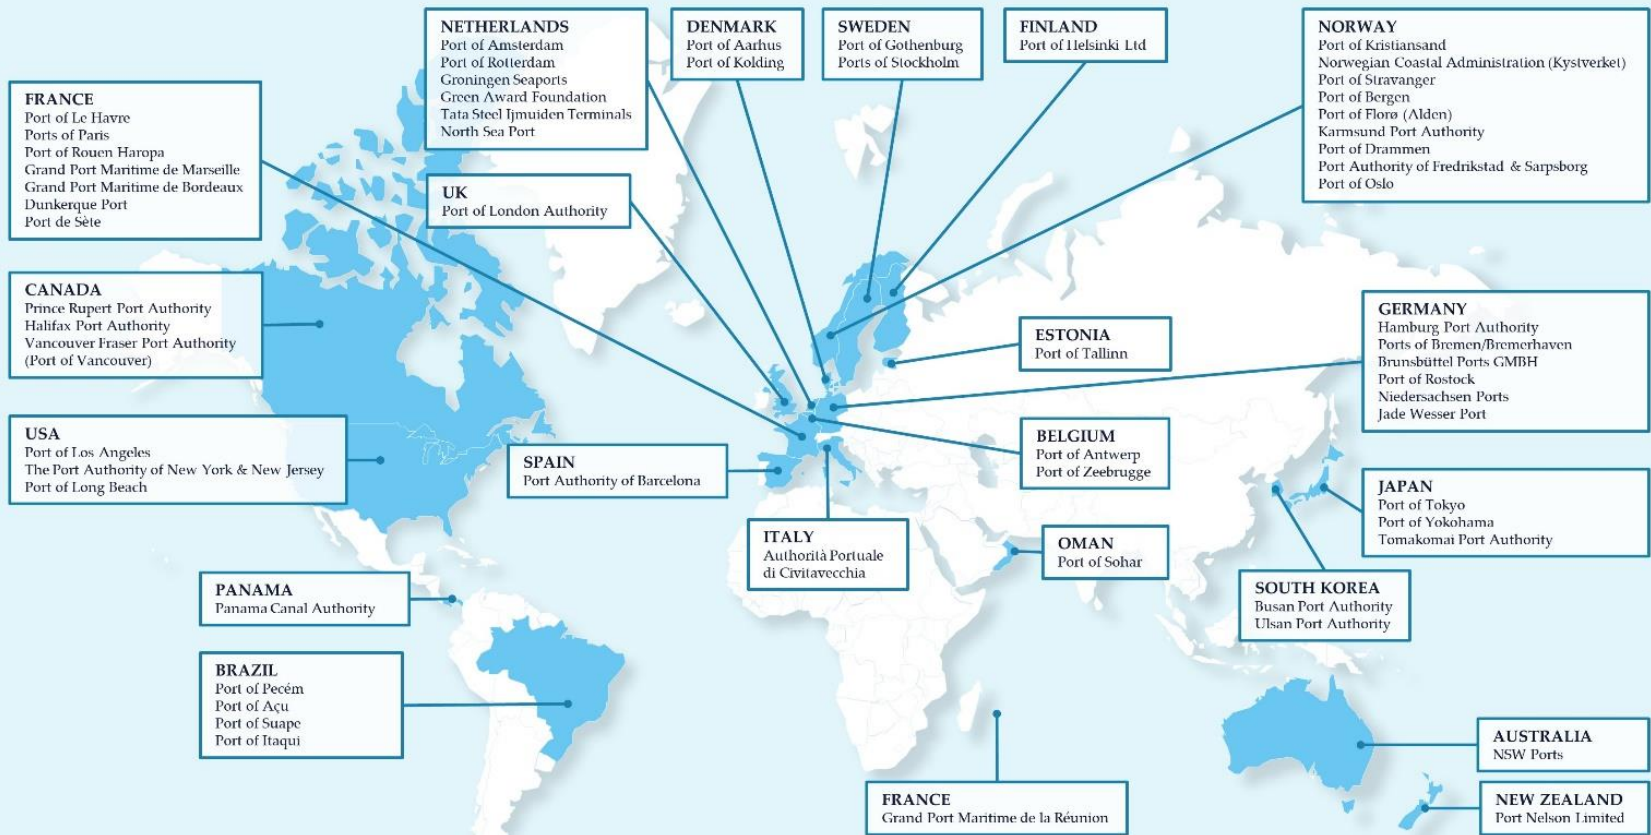 NETHERLANDS
Port of Amsterdam
Port of Rotterdam
Groningen Seaports
Green Award Foundation
Tata Steel Ijmuiden Terminals
North Sea Port
DENMARK
Port of Aarhus
Port of Kolding
SWEDEN
Port of Gothenburg
Ports of Stockholm
FINLAND
Port of Helsinki Ltd
NORWAY
Port of Kristiansand
Norwegian Coastal Administration (Kystverket)
Port of Stravanger
Port of Bergen
Port of Florø (Alden)
Karmsund Port Authority
Port of Drammen
Port Authority of Fredrikstad & Sarpsborg
Port of Oslo
FRANCE
Port of Le Havre
Ports of Paris
Port of Rouen Haropa
Grand Port Maritime de Marseille
Grand Port Maritime de Bordeaux
Dunkerque Port
Port de Sète
UK
Port of London Authority
CANADA
Prince Rupert Port Authority
Halifax Port Authority
Vancouver Fraser Port Authority
(Port of Vancouver)
ESTONIA
Port of Tallinn
GERMANY
Hamburg Port Authority
Ports of Bremen/Bremerhaven
Brunsbüttel Ports GMBH
Port of Rostock
Niedersachsen Ports
Jade Wesser Port
USA
Port of Los Angeles
The Port Authority of New York & New Jersey
Port of Long Beach
SPAIN
Port Authority of Barcelona
BELGIUM
Port of Antwerp
Port of Zeebrugge
JAPAN
Port of Tokyo
Port of Yokohama
Tomakomai Port Authority
ITALY
Authorità Portuale
di Civitavecchia
OMAN
Port of Sohar
SOUTH KOREA
Busan Port Authority
Ulsan Port Authority
PANAMA
Panama Canal Authority
BRAZIL
Port of Pecém
Port of Açu
Port of Suape
Port of Itaqui
AUSTRALIA
NSW Ports
FRANCE
Grand Port Maritime de la Réunion
NEW ZEALAND
Port Nelson Limited